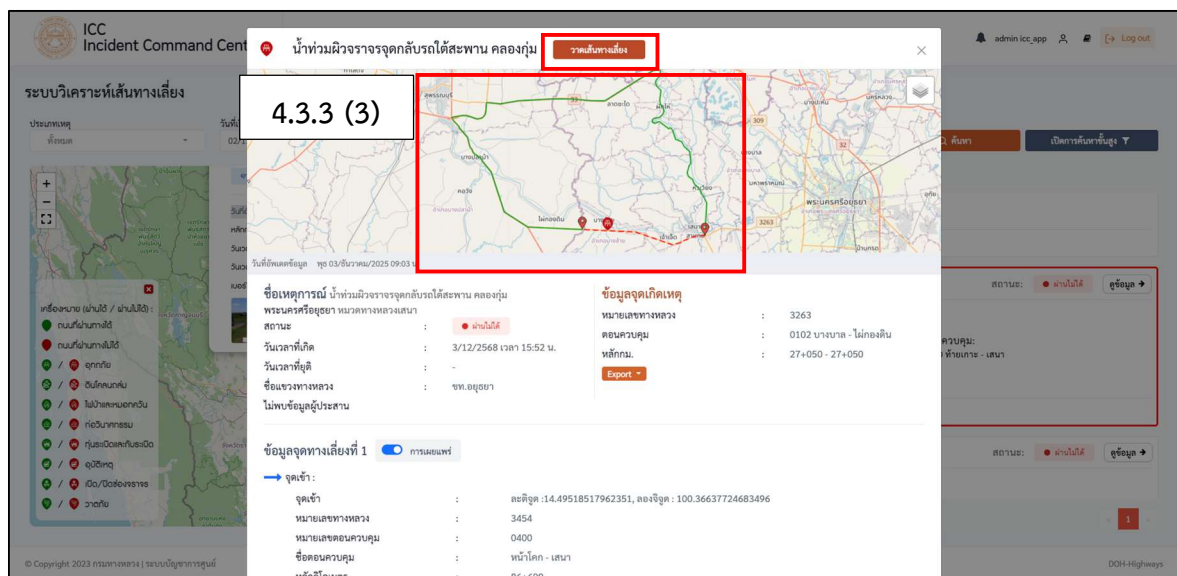 ICC
Incident Command Cent
admin icc_app
Log out
น้ำท่วมผิวจราจรจุดกลับรถใต้สะพาน คลองกุ่ม
วาดเส้นทางเลี่ยง
ระบบวิเคราะห์เส้นทางเลี่ยง
4.3.3 (3)
ประเภทเหตุ
ทั้งหมด
02/1
ค้นหา
เปิดการค้นหาขั้นสูง
สุพรรณบุรี
33
309
32
3263
พระนครศรีอยุธยา
วันที่อัพเดตข้อมูล พุธ 03/ธันวาคม/2025 09:03 น
ชื่อเหตุการณ์ น้ำท่วมผิวจราจรจุดกลับรถใต้สะพาน คลองกุ่ม
พระนครศรีอยุธยา หมวดทางหลวงเสนา
สถานะ : ผ่านไม่ได้
วันเวลาที่เกิด : 3/12/2568 เวลา 15:52 น.
วันเวลาที่ยุติ : -
ชื่อแขวงทางหลวง : ขท.อยุธยา
ไม่พบข้อมูลผู้ประสาน
ข้อมูลจุดเกิดเหตุ
หมายเลขทางหลวง : 3263
ตอนควบคุม : 0102 บางบาล - ไผ่กองดิน
หลักกม. : 27+050 - 27+050
Export
สถานะ: ผ่านไม่ได้ ดูข้อมูล
ควบคุม:
ท้ายเกาะ - เสนา
เครื่องหมาย (ผ่านได้ / ผ่านไม่ได้) :
ถนนที่ผ่านทางได้
ถนนที่ผ่านทางไม่ได้
/ อุทกภัย
/ ดินโคลนถล่ม
/ ไฟป่าและหมอกควัน
/ ก่อวินาศกรรม
/ ทุ่นระเบิดและกับระเบิด
/ อุบัติเหตุ
/ เปิด/ปิดช่องจราจร
/ วาตภัย
ข้อมูลจุดทางเลี่ยงที่ 1 การเผยแพร่
จุดเข้า :
จุดเข้า : ละติจูด :14.49518517962351, ลองจิจูด : 100.36637724683496
หมายเลขทางหลวง : 3454
หมายเลขตอนควบคุม : 0400
ชื่อตอนควบคุม : หน้าโคก - เสนา
สถานะ: ผ่านไม่ได้ ดูข้อมูล
1
© Copyright 2023 กรมทางหลวง | ระบบบัญชาการศูนย์
DOH-Highways